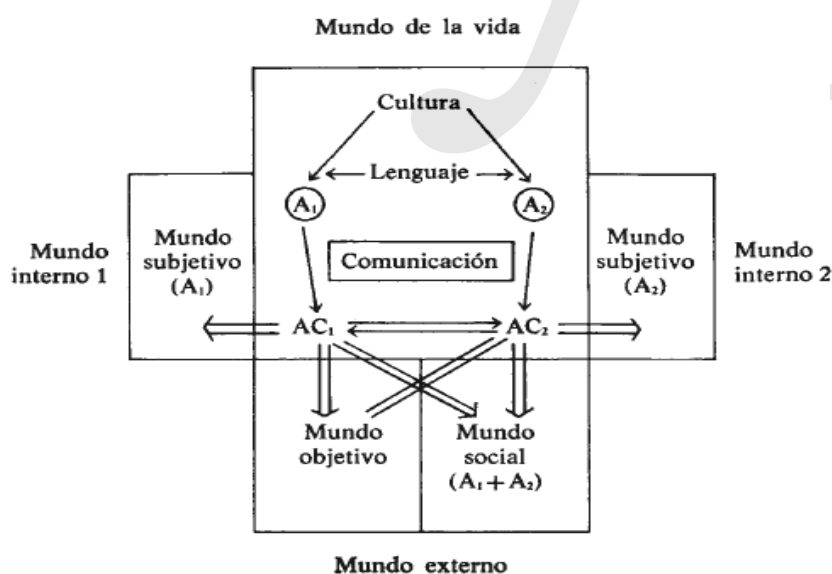 Mundo de la vida
Cultura
Lenguaje
A₁
A₂
Mundo
interno 1
Mundo
subjetivo
(A₁)
Comunicación
Mundo
subjetivo
(A₂)
Mundo
interno 2
AC₁
AC₂
Mundo
objetivo
Mundo
social
(A₁ + A₂)
Mundo externo